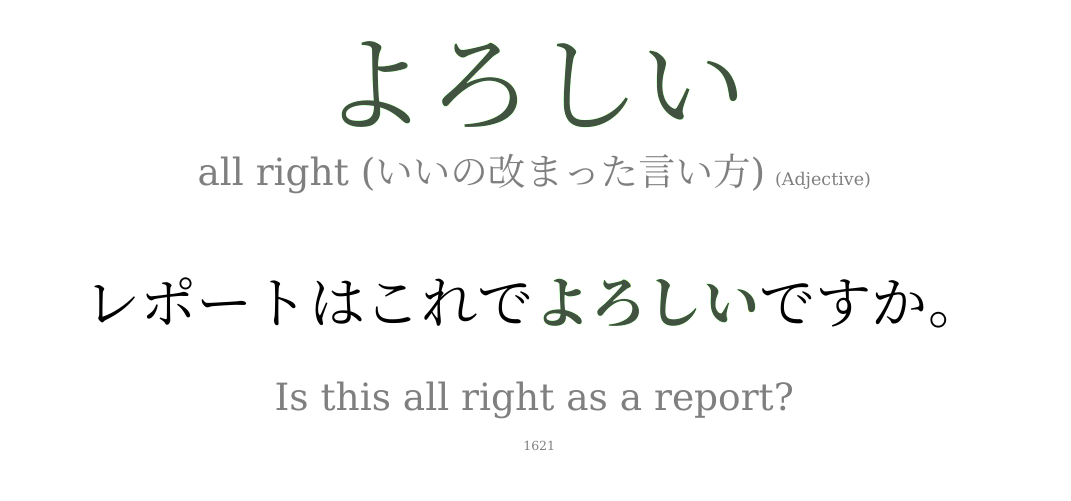 よろしい
all right (いいの改まった言い方) (Adjective)
レポートはこれでよろしいですか。
Is this all right as a report?
1621